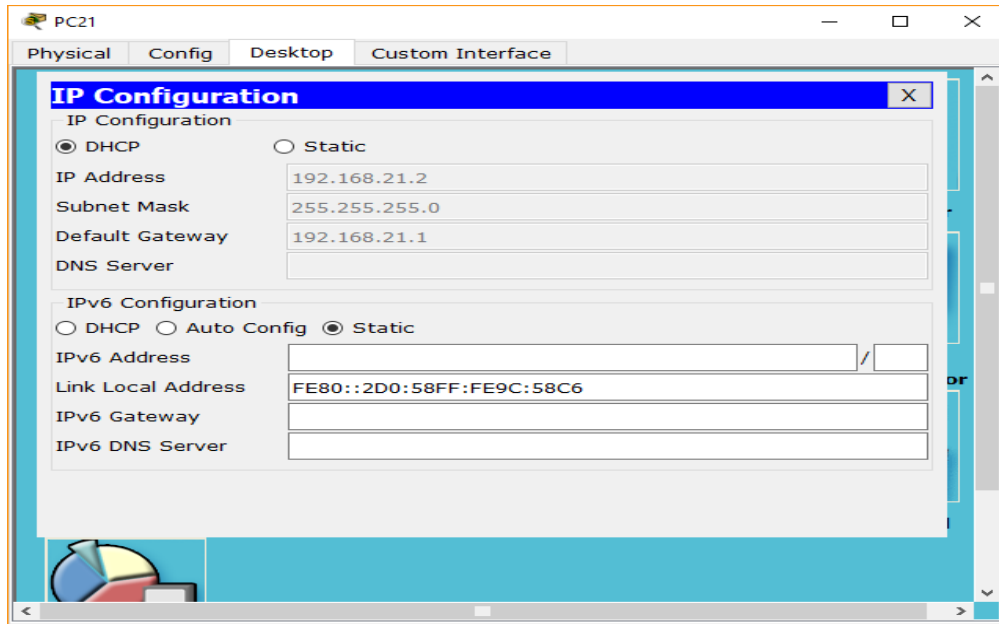 PC21
Physical Config Desktop Custom Interface
IP Configuration X
IP Configuration
DHCP Static
IP Address 192.168.21.2
Subnet Mask 255.255.255.0
Default Gateway 192.168.21.1
DNS Server
IPv6 Configuration
DHCP Auto Config Static
IPv6 Address /
Link Local Address FE80::2D0:58FF:FE9C:58C6
IPv6 Gateway
IPv6 DNS Server
or